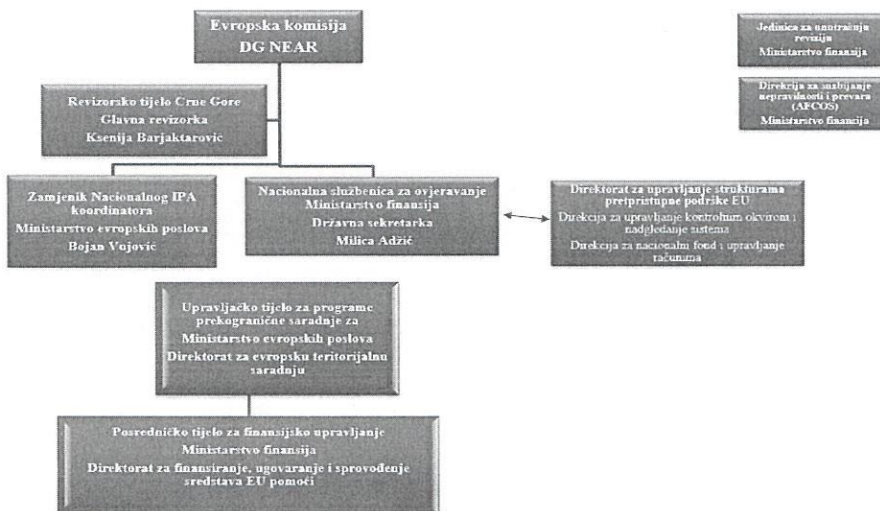 Evropska komisija
DG NEAR
Jedinica za unutrašnju
reviziju
Ministarstvo finansija
Revizorsko tijelo Crne Gore
Glavna revizorka
Ksenija Barjaktarović
Direkcija za suzbijanje
nepravilnosti i prevara
(AFCOS)
Ministarstvo finansija
Zamjenik Nacionalnog IPA
koordinatora
Ministarstvo evropskih poslova
Bojan Vujović
Nacionalna službenica za ovjeravanje
Ministarstvo finansija
Državna sekretarka
Milica Adžić
Direktorat za upravljanje strukturama
pretpristupne podrške EU
Direkcija za upravljanje kontrolnim okvirom i
nadgledanje sistema
Direkcija za nacionalni fond i upravljanje
računima
Upravljačko tijelo za programe
prekogranične saradnje za
Ministarstvo evropskih poslova
Direktorat za evropsku teritorijalnu
saradnju
Posredničko tijelo za finansijsko upravljanje
Ministarstvo finansija
Direktorat za finansiranje, ugovaranje i sprovođenje
sredstava EU pomoći